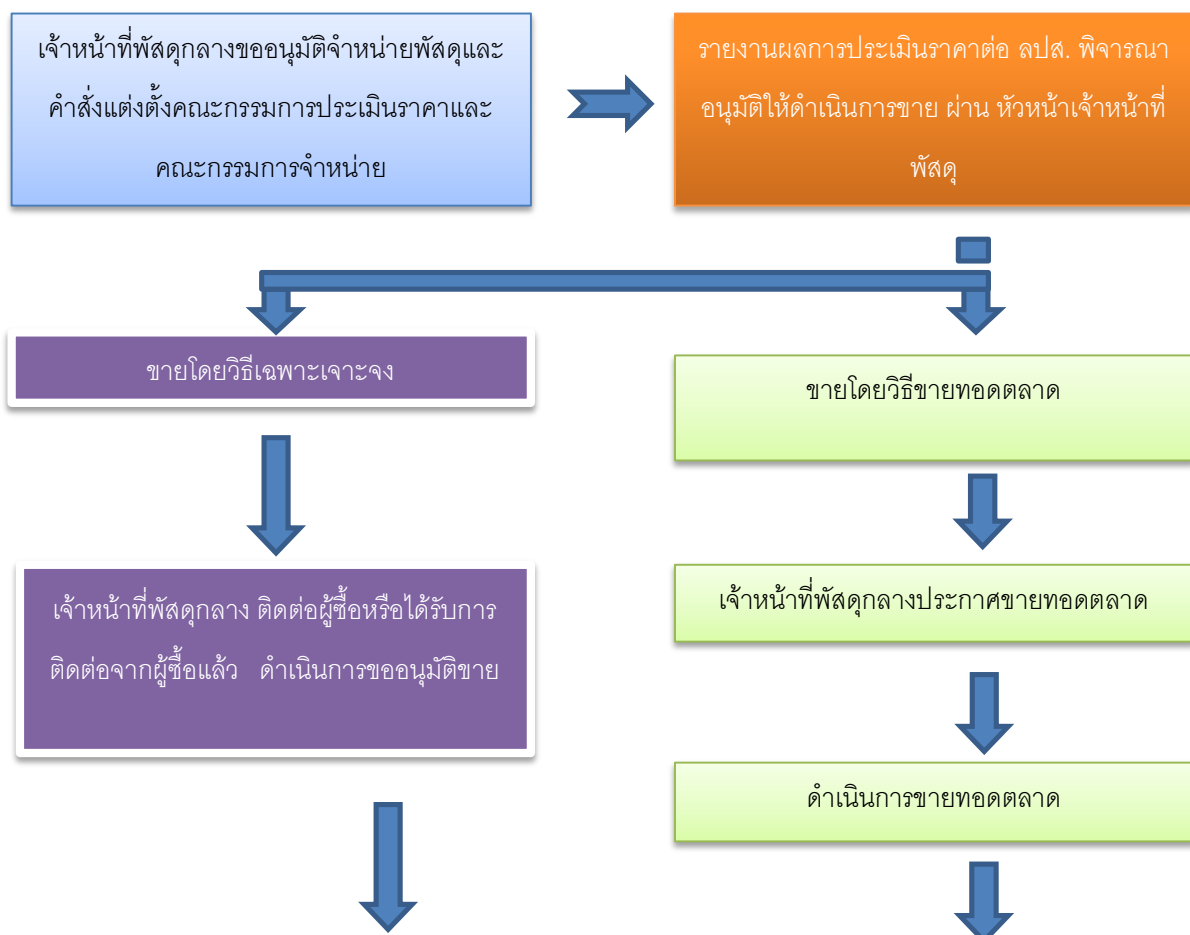 เจ้าหน้าที่พัสดุกลางขออนุมัติจำหน่ายพัสดุและ
คำสั่งแต่งตั้งคณะกรรมการประเมินราคาและ
คณะกรรมการจำหน่าย
รายงานผลการประเมินราคาต่อ ลปส. พิจารณา
อนุมัติให้ดำเนินการขาย ผ่าน หัวหน้าเจ้าหน้าที่
พัสดุ
ขายโดยวิธีเฉพาะเจาะจง
ขายโดยวิธีขายทอดตลาด
เจ้าหน้าที่พัสดุกลาง ติดต่อผู้ซื้อหรือได้รับการ
ติดต่อจากผู้ซื้อแล้ว ดำเนินการขออนุมัติขาย
เจ้าหน้าที่พัสดุกลางประกาศขายทอดตลาด
ดำเนินการขายทอดตลาด